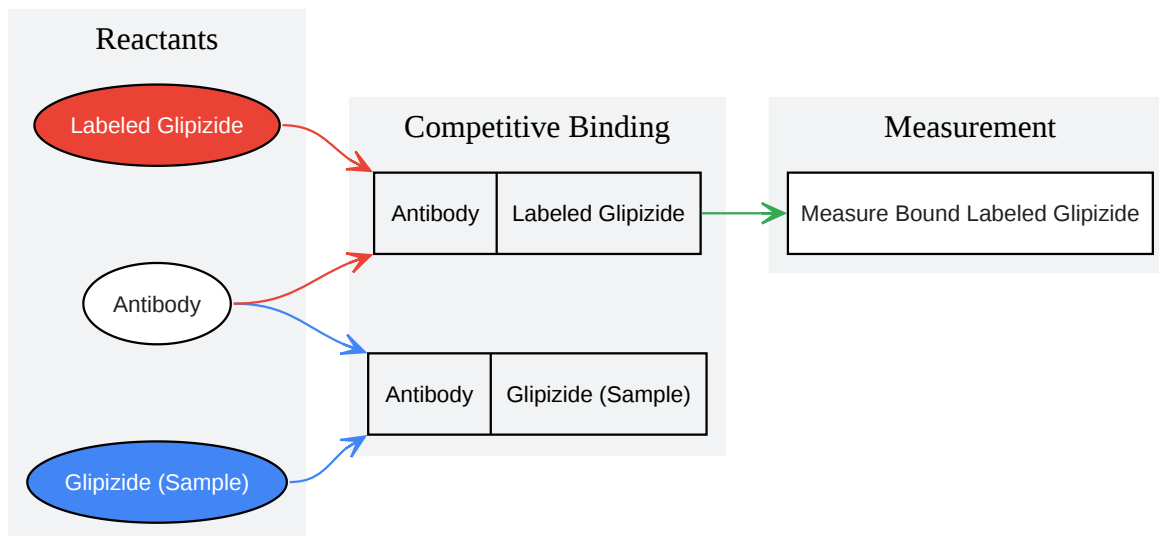 Reactants
Labeled Glipizide
Antibody
Glipizide (Sample)
Competitive Binding
Antibody
Labeled Glipizide
Antibody
Glipizide (Sample)
Measurement
Measure Bound Labeled Glipizide